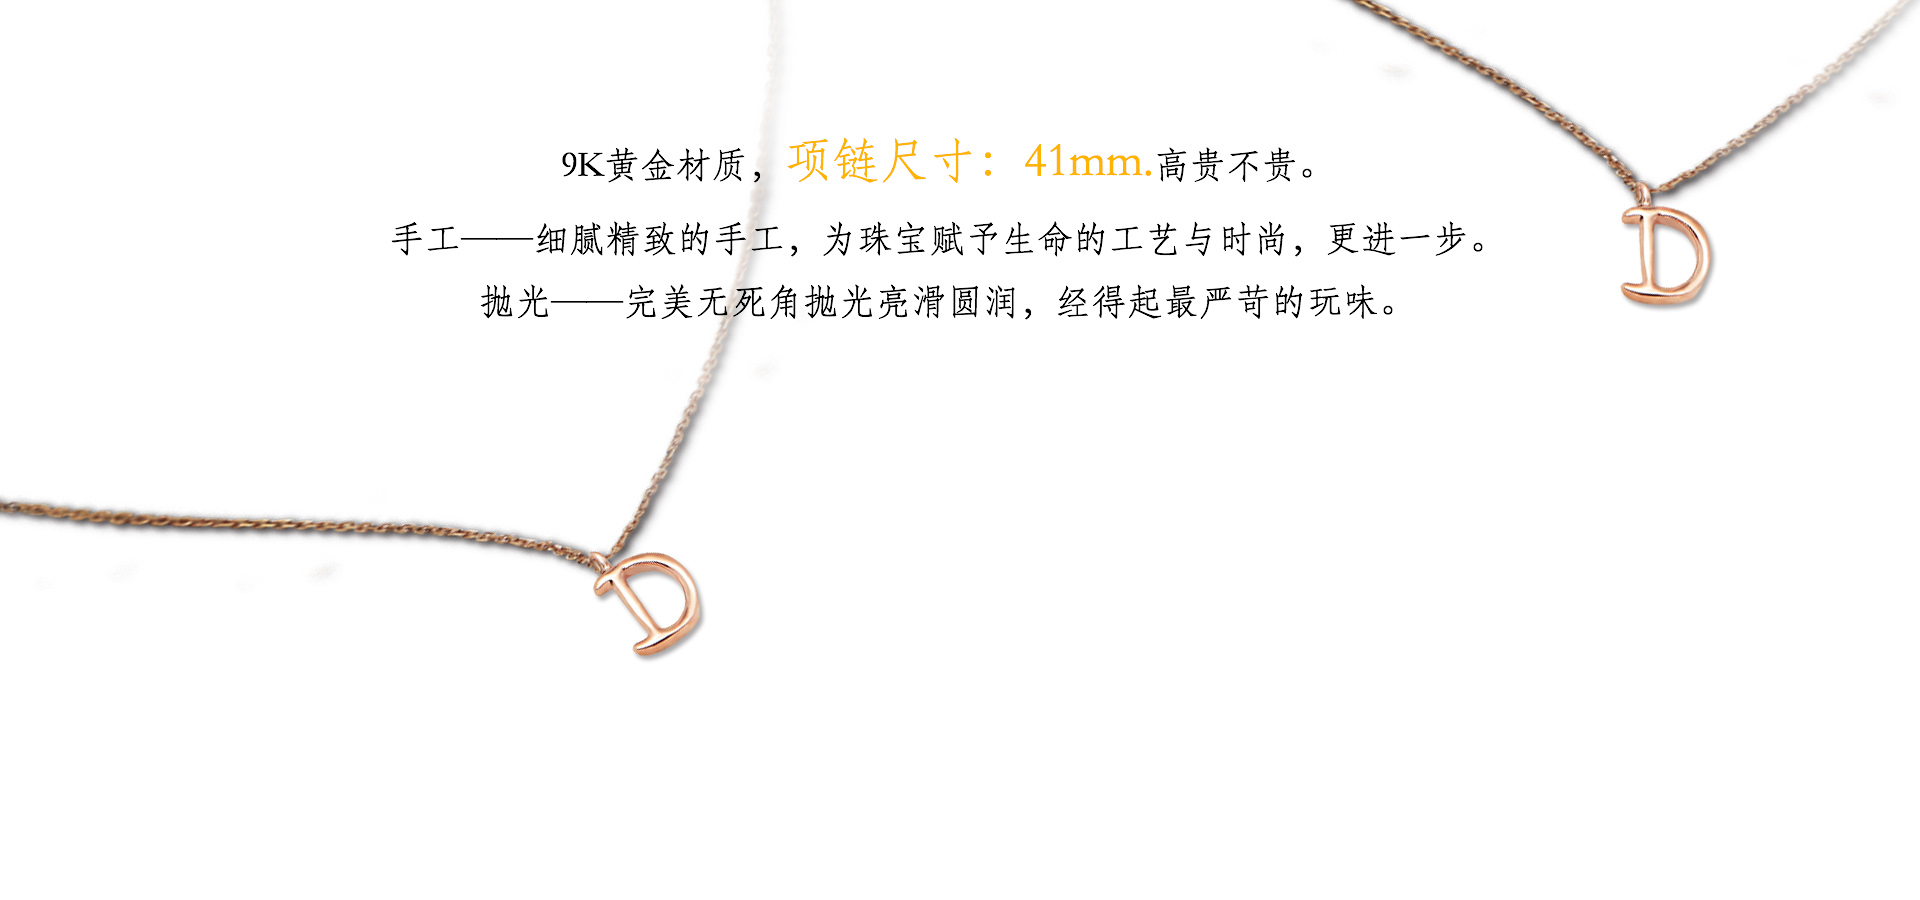 9K黄金材质，项链尺寸：41mm.高贵不贵。
手工——细腻精致的手工，为珠宝赋予生命的工艺与时尚，更进一步。
抛光——完美无死角抛光亮滑圆润，经得起最严苛的玩味。